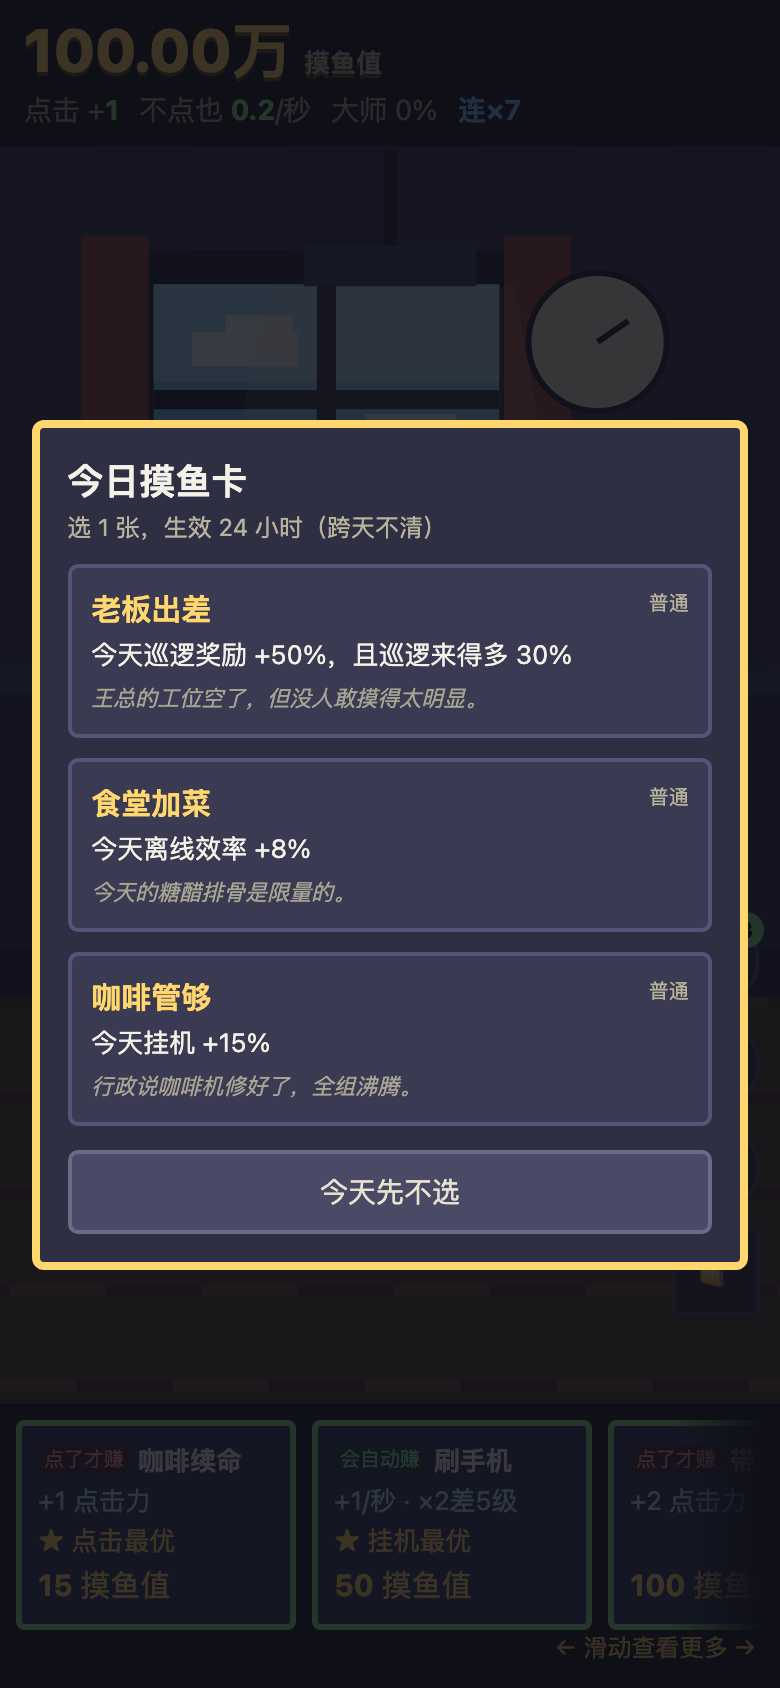 100.00万 摸鱼值
点击 +1 不点也 0.2/秒 大师 0% 连×7
今日摸鱼卡
选 1 张，生效 24 小时（跨天不清）
老板出差 普通
今天巡逻奖励 +50%，且巡逻来得多 30%
王总的工位空了，但没人敢摸得太明显。
食堂加菜 普通
今天离线效率 +8%
今天的糖醋排骨是限量的。
咖啡管够 普通
今天挂机 +15%
行政说咖啡机修好了，全组沸腾。
今天先不选
点了才赚 咖啡续命
+1 点击力
★ 点击最优
15 摸鱼值
会自动赚 刷手机
+1/秒 · ×2差5级
★ 挂机最优
50 摸鱼值
点了才赚 带
+2 点击力
100 摸鱼
← 滑动查看更多 →